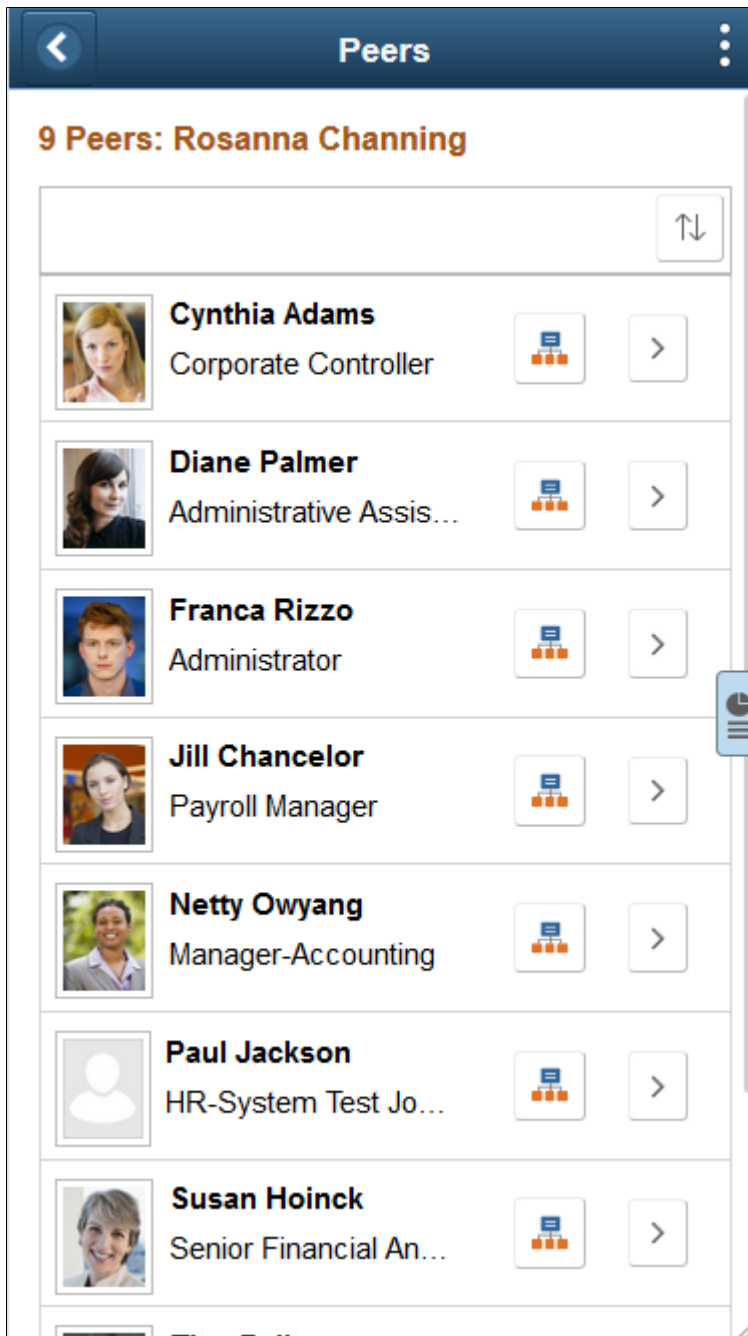 Peers
9 Peers: Rosanna Channing
Cynthia Adams
Corporate Controller
Diane Palmer
Administrative Assis...
Franca Rizzo
Administrator
Jill Chancelor
Payroll Manager
Netty Owyang
Manager-Accounting
Paul Jackson
HR-System Test Jo...
Susan Hoinck
Senior Financial An...